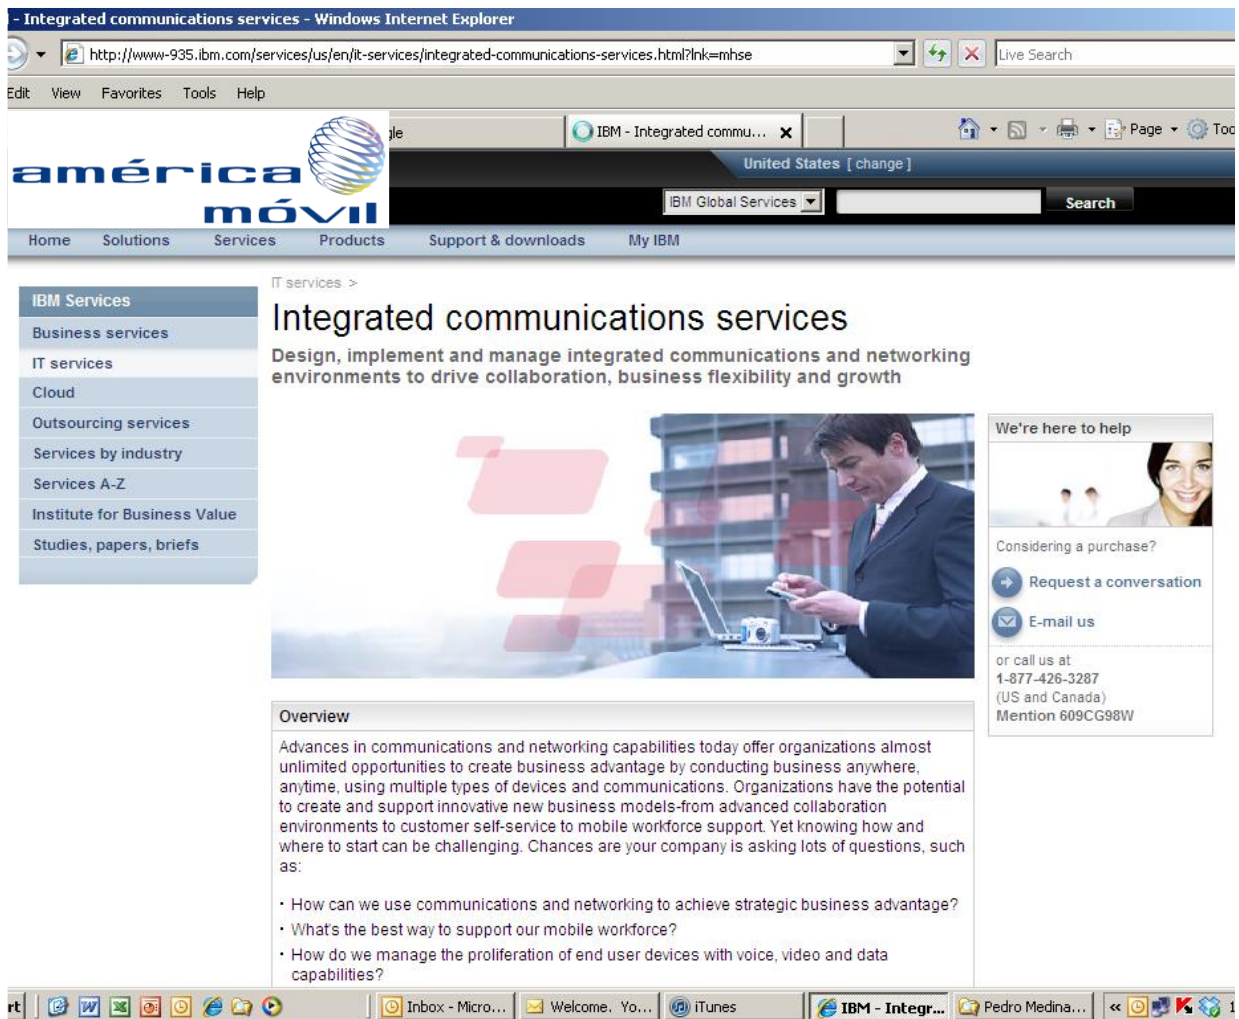 - Integrated communications services - Windows Internet Explorer
http://www-935.ibm.com/services/us/en/it-services/integrated-communications-services.html?lnk=mhse
Live Search
Edit View Favorites Tools Help
gle
IBM - Integrated commu...
Page
Too
américa
móvil
United States [ change ]
IBM Global Services
Search
Home Solutions Services Products Support & downloads My IBM
IBM Services
Business services
IT services
Cloud
Outsourcing services
Services by industry
Services A-Z
Institute for Business Value
Studies, papers, briefs
IT services >
Integrated communications services
Design, implement and manage integrated communications and networking
environments to drive collaboration, business flexibility and growth
We're here to help
Considering a purchase?
Request a conversation
E-mail us
or call us at
1-877-426-3287
(US and Canada)
Mention 609CG98W
Overview
Advances in communications and networking capabilities today offer organizations almost
unlimited opportunities to create business advantage by conducting business anywhere,
anytime, using multiple types of devices and communications. Organizations have the potential
to create and support innovative new business models-from advanced collaboration
environments to customer self-service to mobile workforce support. Yet knowing how and
where to start can be challenging. Chances are your company is asking lots of questions, such
as:
· How can we use communications and networking to achieve strategic business advantage?
· What's the best way to support our mobile workforce?
· How do we manage the proliferation of end user devices with voice, video and data
capabilities?
rt Inbox - Micro... Welcome. Yo... iTunes IBM - Integr... Pedro Medina... « 1